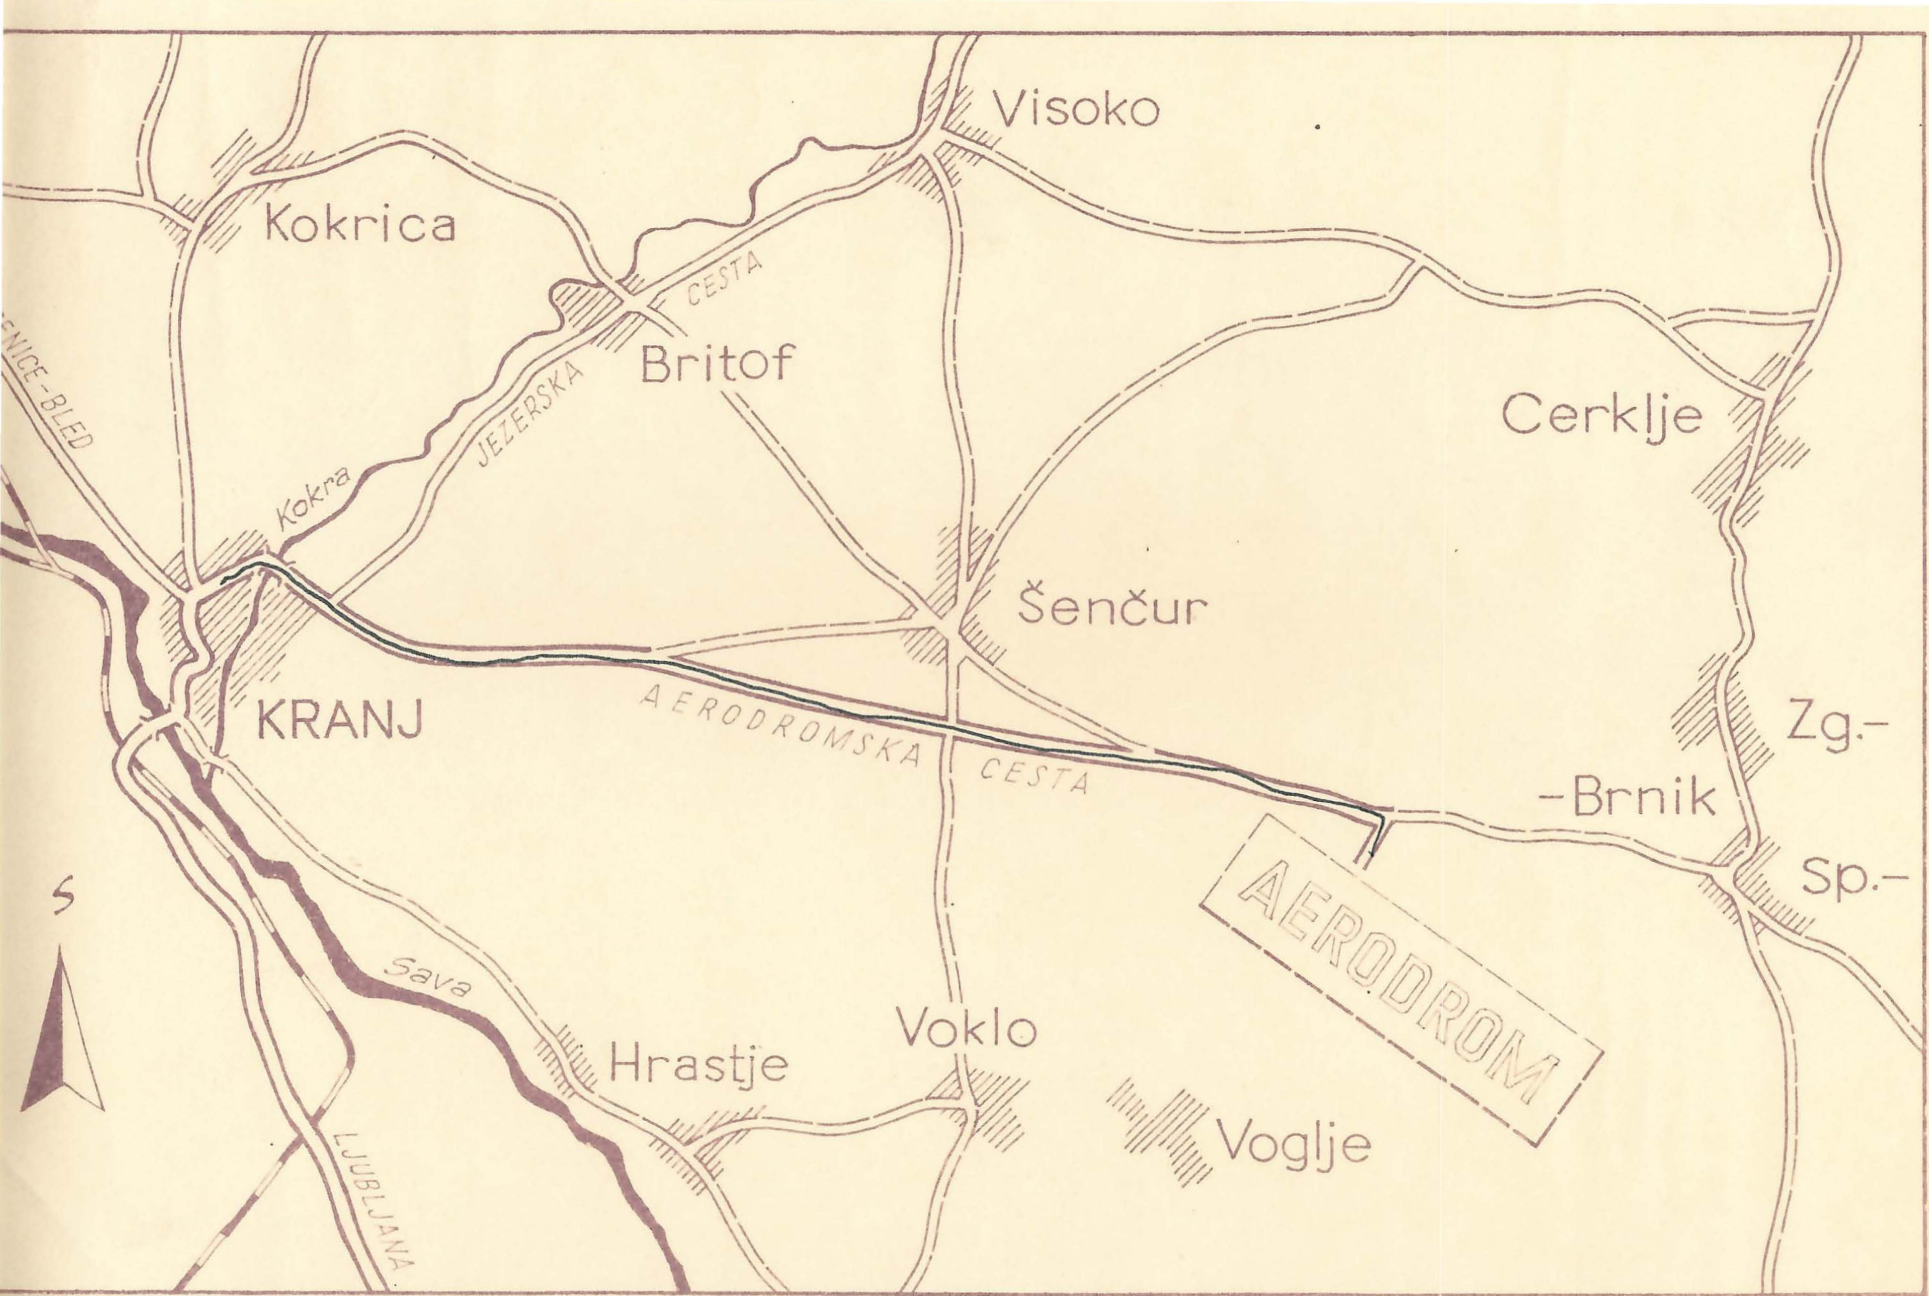 Visoko
Kokrica
CESTA
Britof
ENICE-BLED
JEZERSKA
Cerklje
Kokra
Šenčur
KRANJ
AERODROMSKA CESTA
Zg.-
-Brnik
Sp.-
S
AERODROM
Sava
Voklo
Hrastje
Voglje
LJUBLJANA